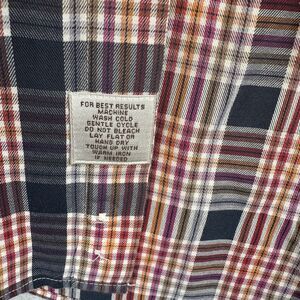 FOR BEST RESULTS
MACHINE
WASH COLD
GENTLE CYCLE
DO NOT BLEACH
LAY FLAT OR
HANG DRY
TOUCH UP WITH
WARM IRON
IF NEEDED